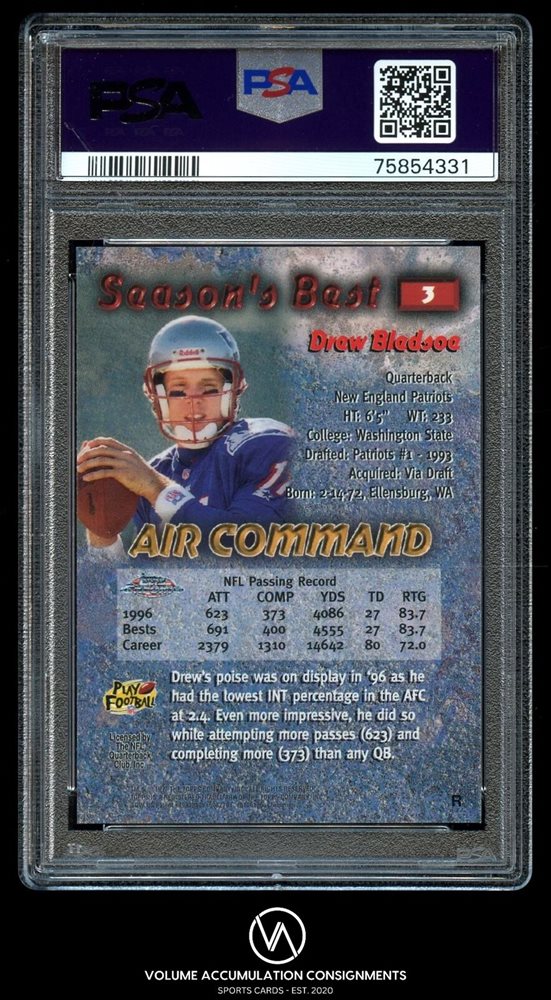 PSA
PSA
75854331
Season's Best 3
Drew Bledsoe
Quarterback
New England Patriots
HT: 6'5" WT: 233
College: Washington State
Drafted: Patriots #1 - 1993
Acquired: Via Draft
Born: 2-14-72, Ellensburg, WA
Riddell
AIR COMMAND
NFL Passing Record
ATT COMP YDS TD RTG
1996 623 373 4086 27 83.7
Bests 691 400 4555 27 83.7
Career 2379 1310 14642 80 72.0
PLAY FOOTBALL
Drew's poise was on display in '96 as he
had the lowest INT percentage in the AFC
at 2.4. Even more impressive, he did so
while attempting more passes (623) and
completing more (373) than any QB.
Licensed by
The NFL
Quarterback
Club, Inc.
R
PSA
VA
VOLUME ACCUMULATION CONSIGNMENTS
SPORTS CARDS - EST. 2020